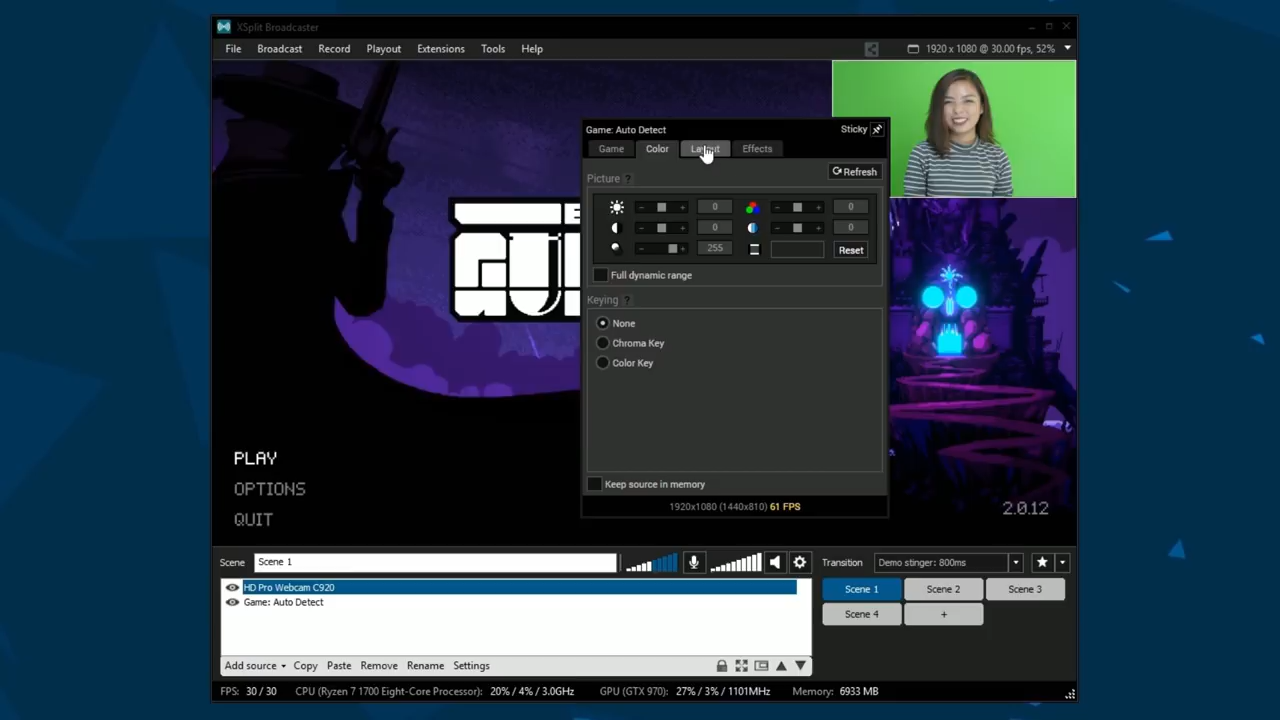 XSplit Broadcaster
File Broadcast Record Playout Extensions Tools Help
1920 x 1080 @ 30.00 fps, 52%
Game: Auto Detect
Sticky
Game Color Layout Effects
Refresh
Picture ?
0 0
0 0
255 Reset
Full dynamic range
Keying ?
None
Chroma Key
Color Key
Keep source in memory
1920x1080 (1440x810) 61 FPS
PLAY
OPTIONS
QUIT
2.0.12
Scene Scene 1
Transition Demo stinger: 800ms
HD Pro Webcam C920
Game: Auto Detect
Scene 1 Scene 2 Scene 3
Scene 4 +
Add source Copy Paste Remove Rename Settings
FPS: 30 / 30 CPU (Ryzen 7 1700 Eight-Core Processor): 20% / 4% / 3.0GHz GPU (GTX 970): 27% / 3% / 1101MHz Memory: 6933 MB